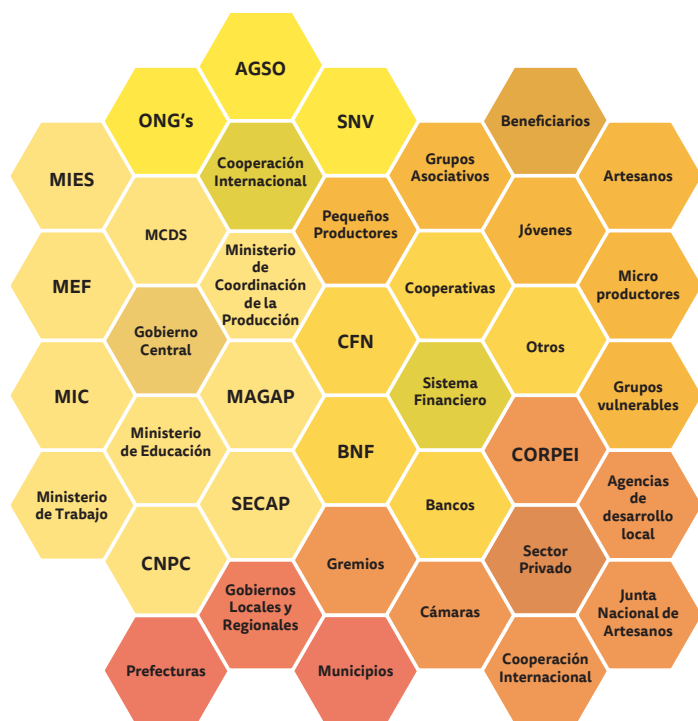 AGSO
ONG's
SNV
Beneficiarios
Cooperación
Internacional
Grupos
Asociativos
MIES
Artesanos
Pequeños
Productores
MCDS
Jóvenes
Ministerio
de
Coordinación
de la
Producción
MEF
Cooperativas
Micro
productores
Gobierno
Central
CFN
Otros
MIC
MAGAP
Sistema
Financiero
Grupos
vulnerables
Ministerio
de Educación
BNF
CORPEI
Ministerio
de Trabajo
SECAP
Bancos
Agencias
de
desarrollo
local
CNPC
Gremios
Sector
Privado
Gobiernos
Locales y
Regionales
Cámaras
Junta
Nacional de
Artesanos
Prefecturas
Municipios
Cooperación
Internacional